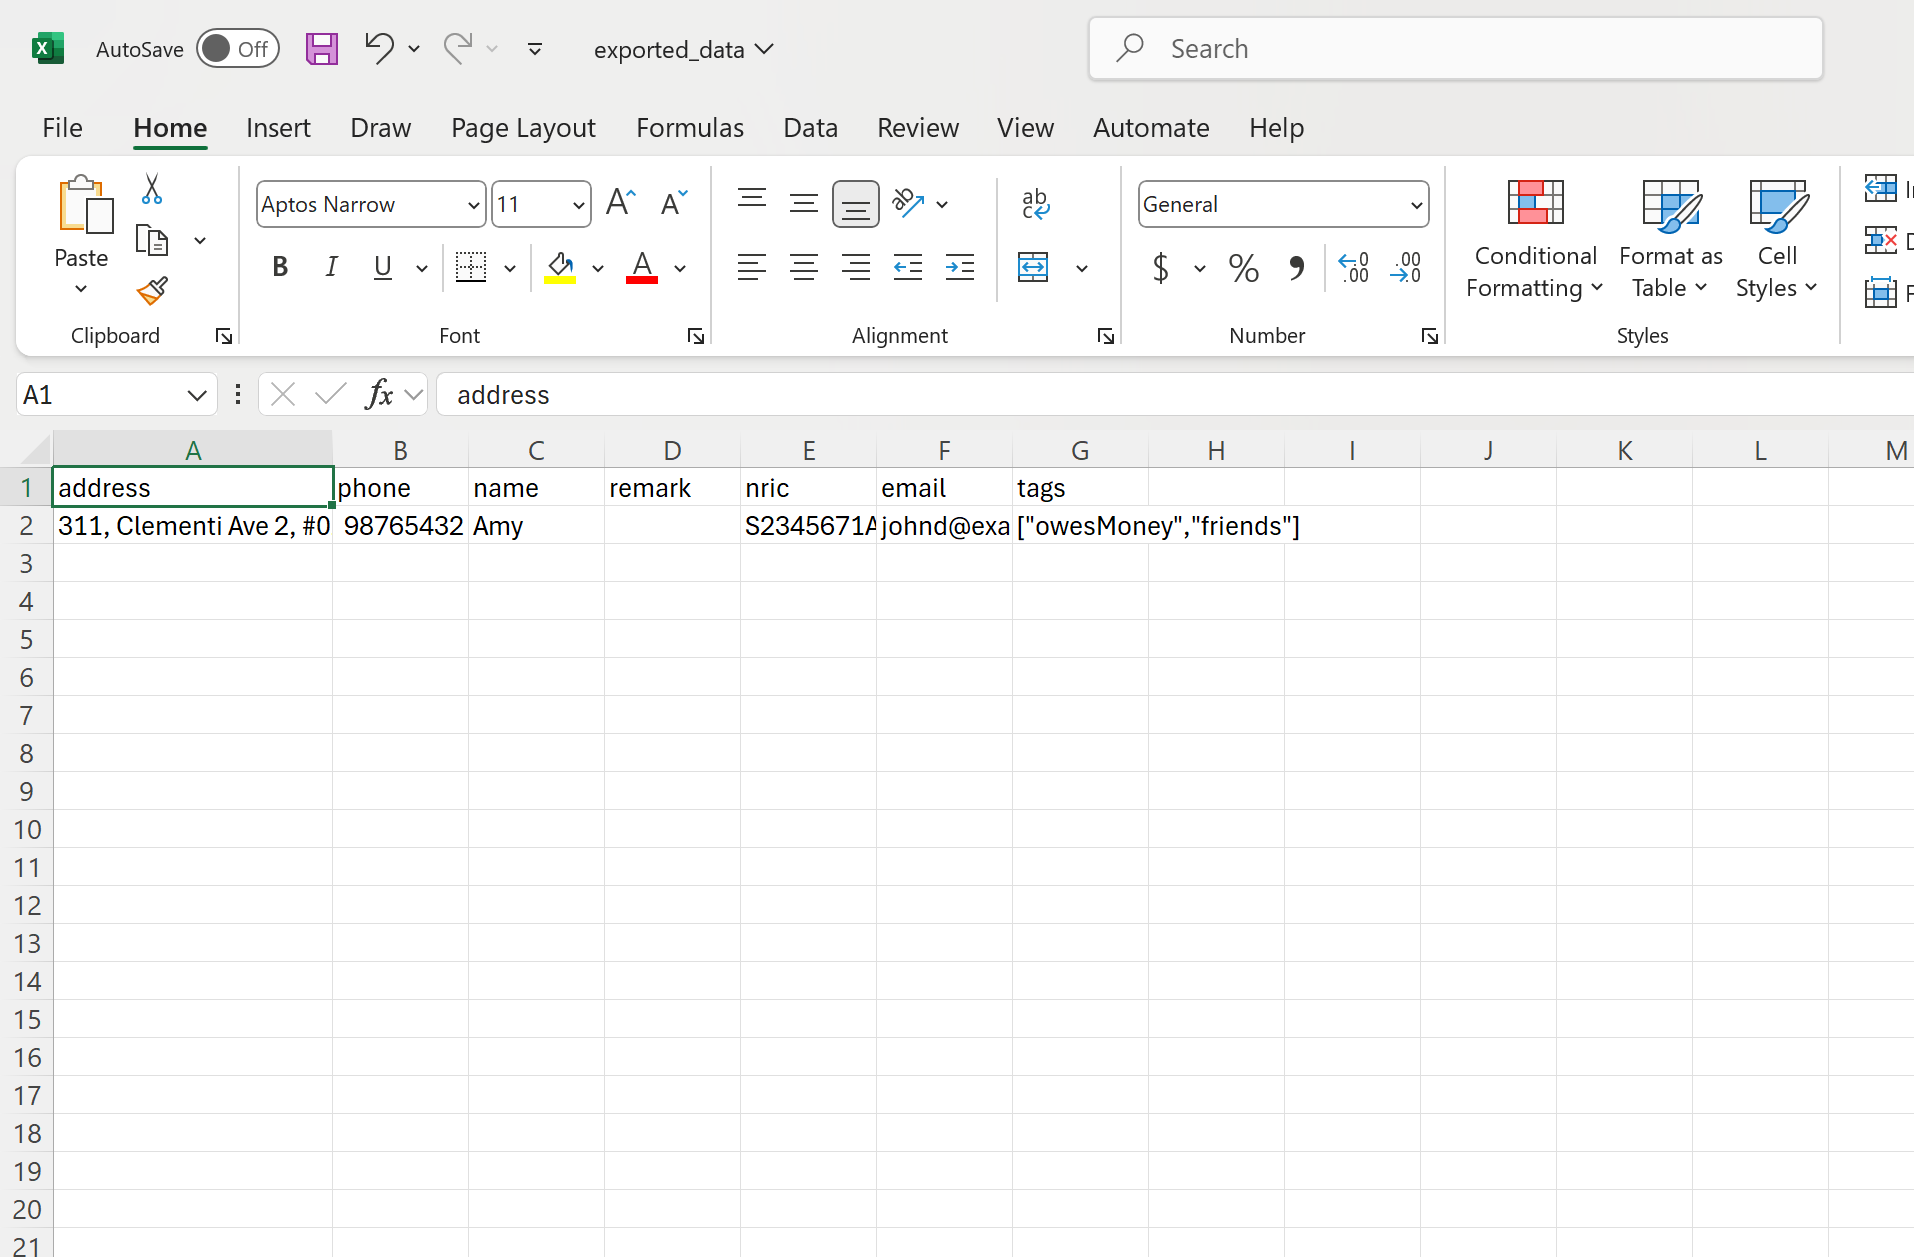 AutoSave Off exported_data Search
File Home Insert Draw Page Layout Formulas Data Review View Automate Help
Aptos Narrow 11 General
Paste B I U $ % Conditional Formatting Format as Table Cell Styles
Clipboard Font Alignment Number Styles
A1 fx address
A B C D E F G H I J K L M
1 address phone name remark nric email tags
2 311, Clementi Ave 2, #0 98765432 Amy S2345671A johnd@exa ["owesMoney","friends"]
3
4
5
6
7
8
9
10
11
12
13
14
15
16
17
18
19
20
21